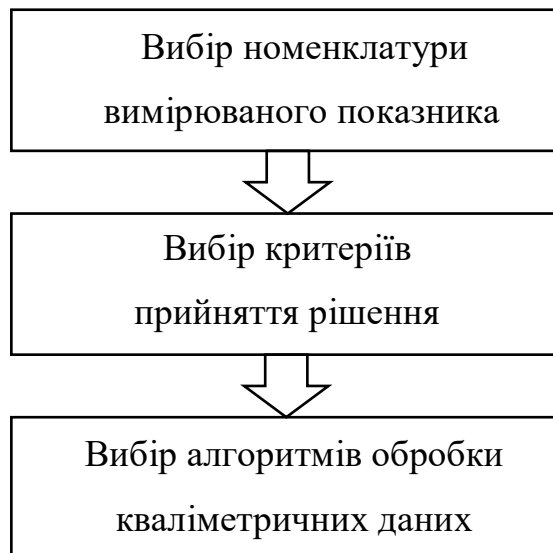 Вибір номенклатури
вимірюваного показника
Вибір критеріїв
прийняття рішення
Вибір алгоритмів обробки
кваліметричних даних